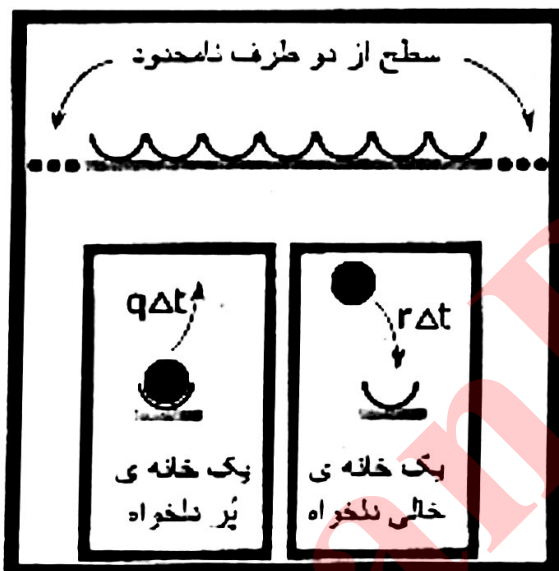 سطح از دو طرف نامحدود
qΔt
یک خانه ی
پُر دلخواه
rΔt
یک خانه ی
خالی دلخواه